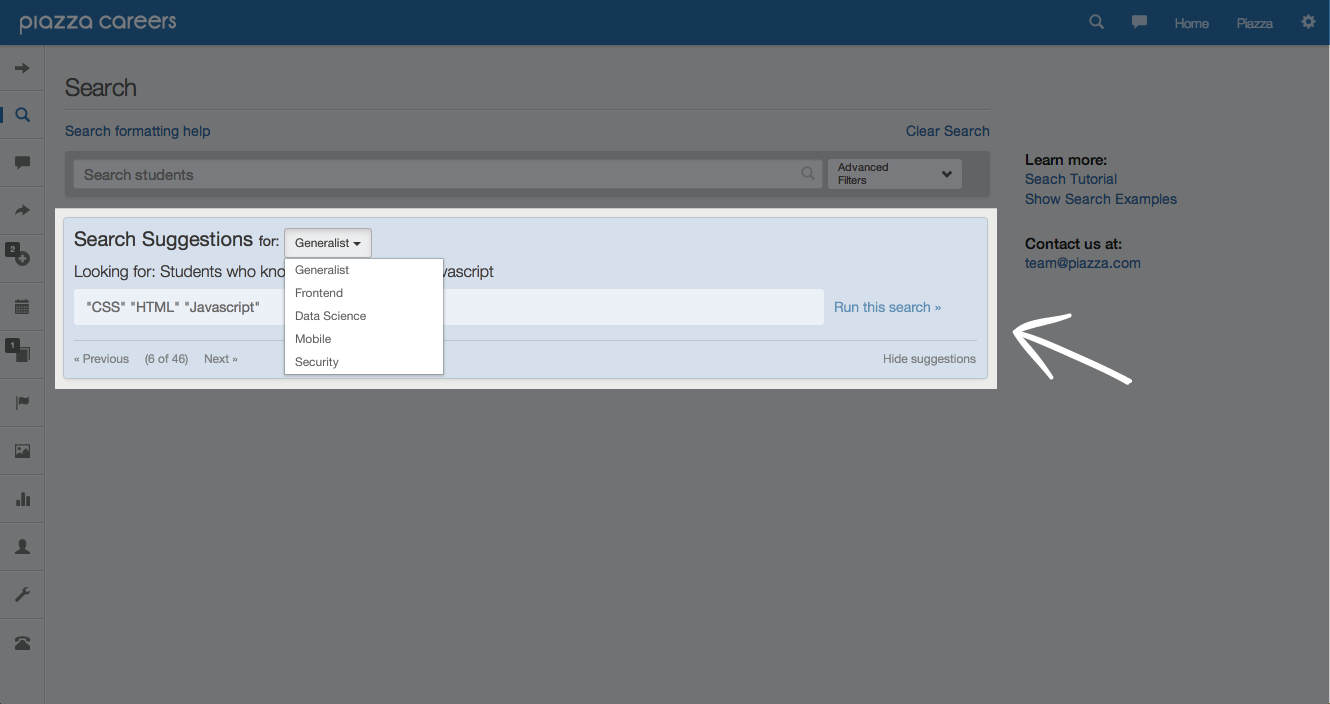 piazza careers
Home Piazza
Search
Search formatting help Clear Search
Search students
Advanced
Filters
Learn more:
Seach Tutorial
Show Search Examples
Contact us at:
team@piazza.com
Search Suggestions for: Generalist
Looking for: Students who kno vascript
"CSS" "HTML" "Javascript"
Run this search »
Generalist
Frontend
Data Science
Mobile
Security
« Previous (6 of 46) Next » Hide suggestions
2
1